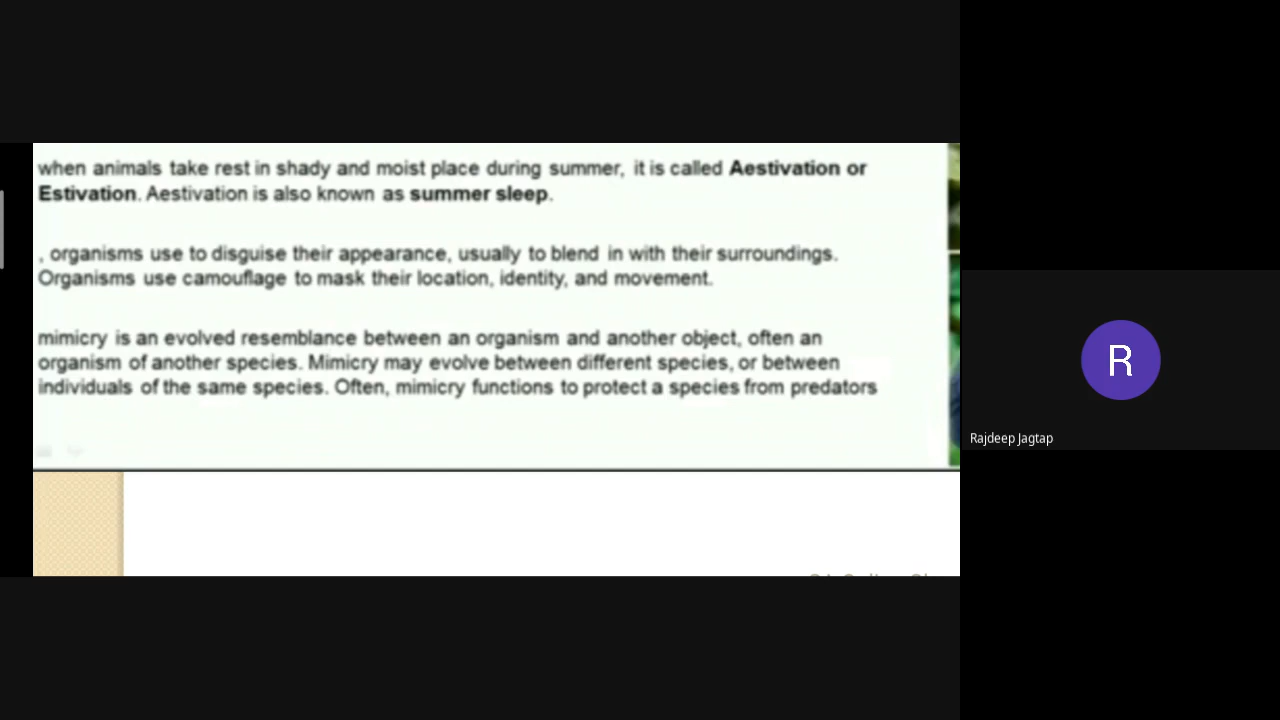 when animals take rest in shady and moist place during summer, it is called Aestivation or
Estivation. Aestivation is also known as summer sleep.
, organisms use to disguise their appearance, usually to blend in with their surroundings.
Organisms use camouflage to mask their location, identity, and movement.
mimicry is an evolved resemblance between an organism and another object, often an
organism of another species. Mimicry may evolve between different species, or between
individuals of the same species. Often, mimicry functions to protect a species from predators
R
Rajdeep Jagtap